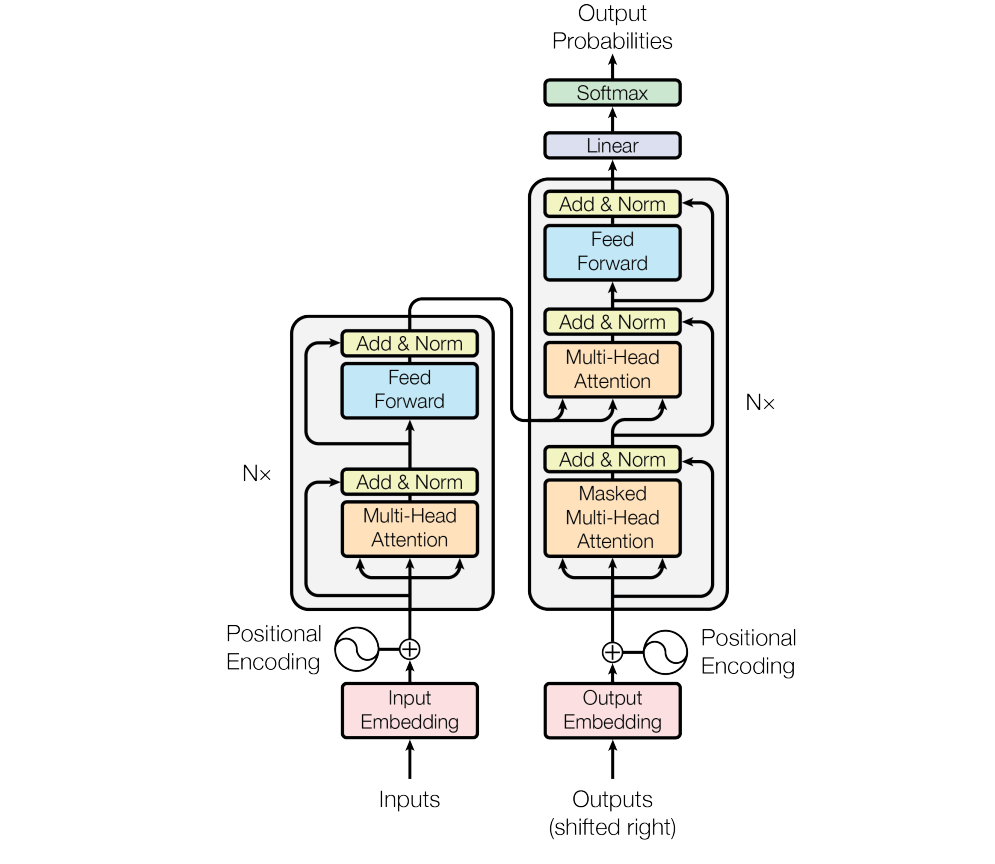 Output
Probabilities
Softmax
Linear
Add & Norm
Feed
Forward
Add & Norm
Multi-Head
Attention
Add & Norm
Masked
Multi-Head
Attention
N×
Add & Norm
Feed
Forward
Add & Norm
Multi-Head
Attention
N×
Positional
Encoding
Positional
Encoding
Input
Embedding
Output
Embedding
Inputs
Outputs
(shifted right)